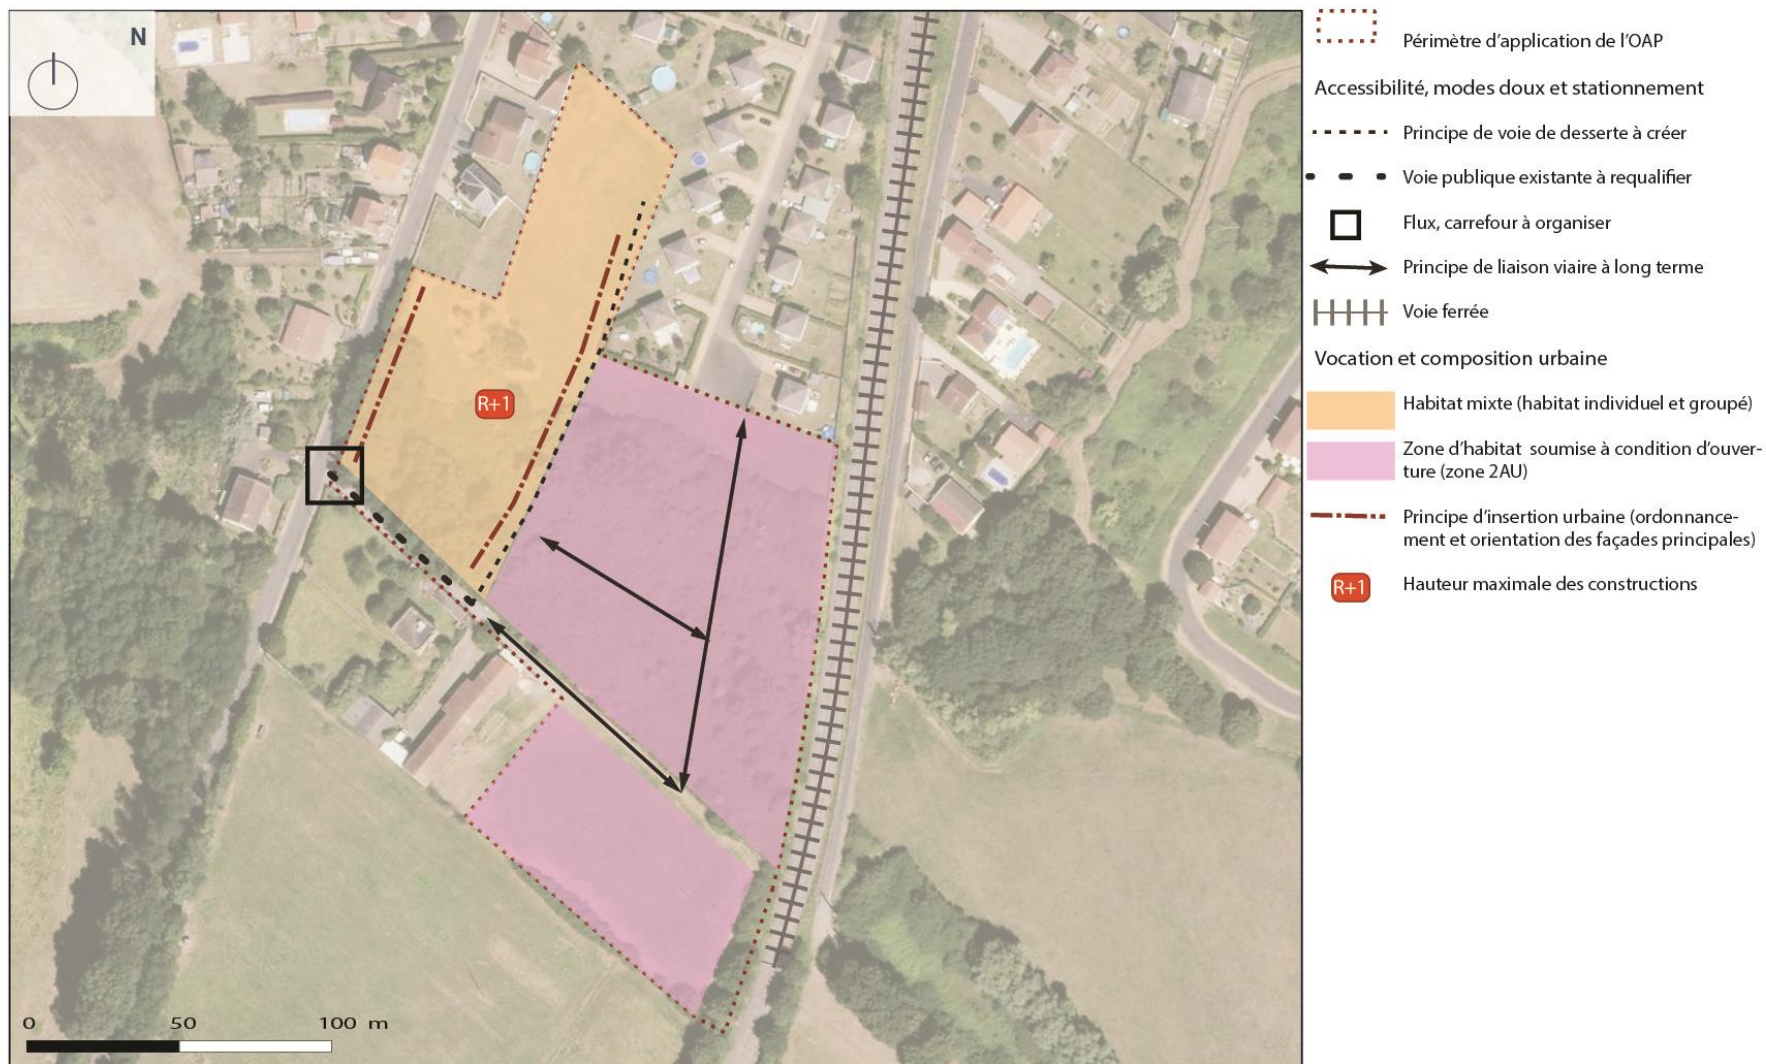 N
R+1
0 50 100 m
Périmètre d'application de l'OAP
Accessibilité, modes doux et stationnement
Principe de voie de desserte à créer
Voie publique existante à requalifier
Flux, carrefour à organiser
Principe de liaison viaire à long terme
Voie ferrée
Vocation et composition urbaine
Habitat mixte (habitat individuel et groupé)
Zone d'habitat soumise à condition d'ouver-
ture (zone 2AU)
Principe d'insertion urbaine (ordonnance-
ment et orientation des façades principales)
R+1 Hauteur maximale des constructions